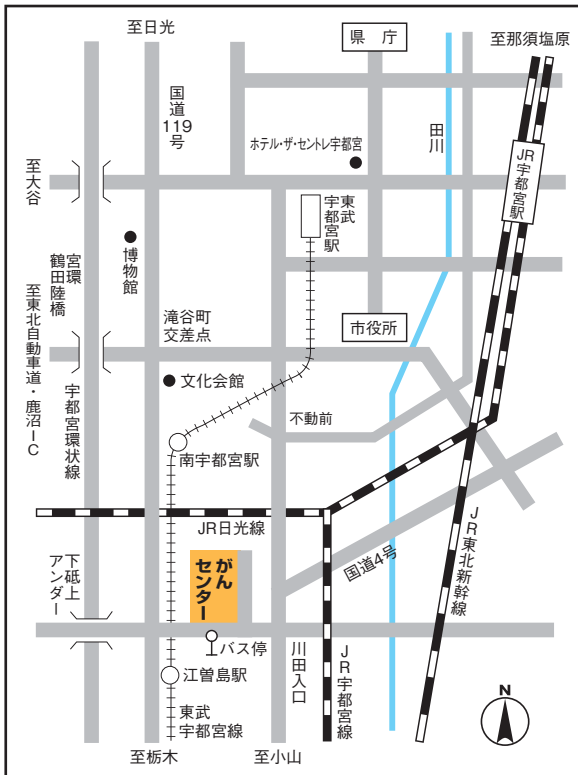 至日光
県 庁
至那須塩原
国道119号
ホテル・ザ・セントレ宇都宮
田川
JR宇都宮駅
至大谷
東武
宇都宮駅
博物館
宮環
鶴田陸橋
至東北自動車道・鹿沼IC
滝谷町
交差点
市役所
文化会館
宇都宮環状線
不動前
南宇都宮駅
JR日光線
がん
センター
国道4号
JR東北新幹線
下砥上
アンダー
バス停
川田入口
JR宇都宮線
江曽島駅
東武
宇都宮線
N
至栃木
至小山